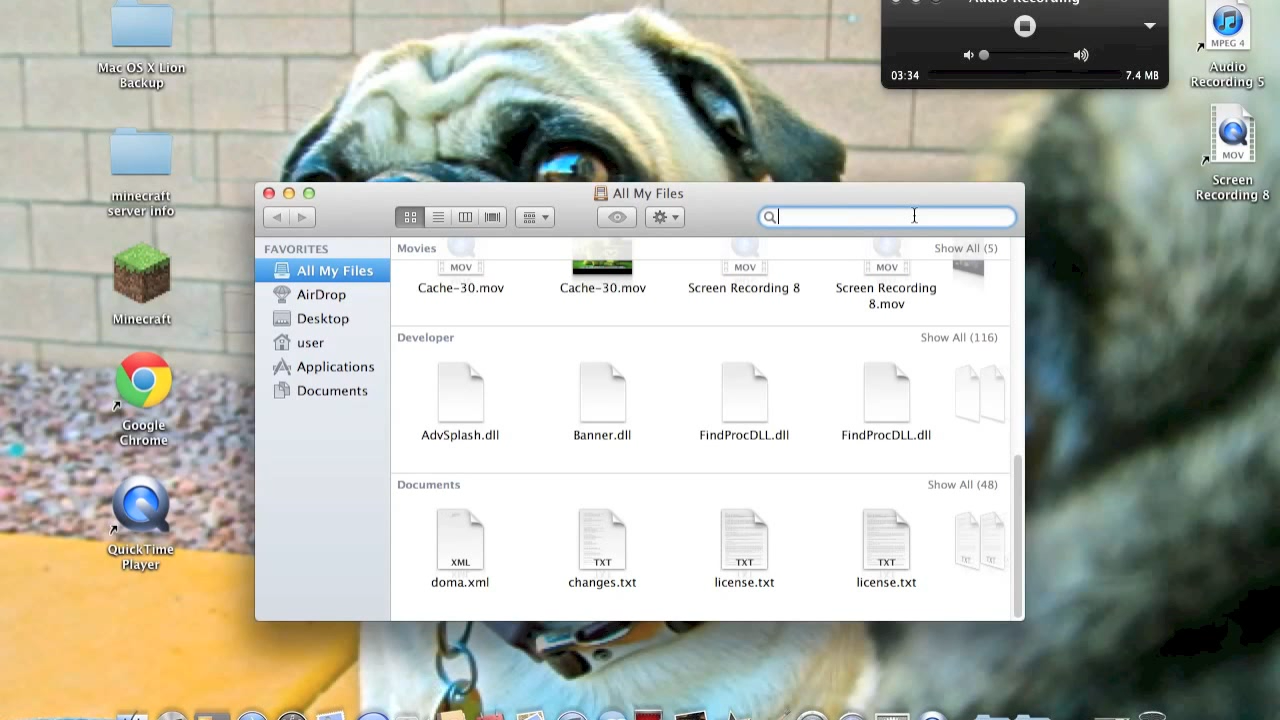 Mac OS X Lion
Backup
minecraft
server info
Minecraft
Google
Chrome
QuickTime
Player
Audio Recording
03:34
7.4 MB
MPEG 4
Audio
Recording 5
MOV
Screen
Recording 8
All My Files
FAVORITES
All My Files
AirDrop
Desktop
user
Applications
Documents
Movies
Show All (5)
MOV
MOV
MOV
Cache-30.mov
Cache-30.mov
Screen Recording 8
Screen Recording
8.mov
Developer
Show All (116)
AdvSplash.dll
Banner.dll
FindProcDLL.dll
FindProcDLL.dll
Documents
Show All (48)
XML
TXT
TXT
TXT
TXT
TXT
doma.xml
changes.txt
license.txt
license.txt